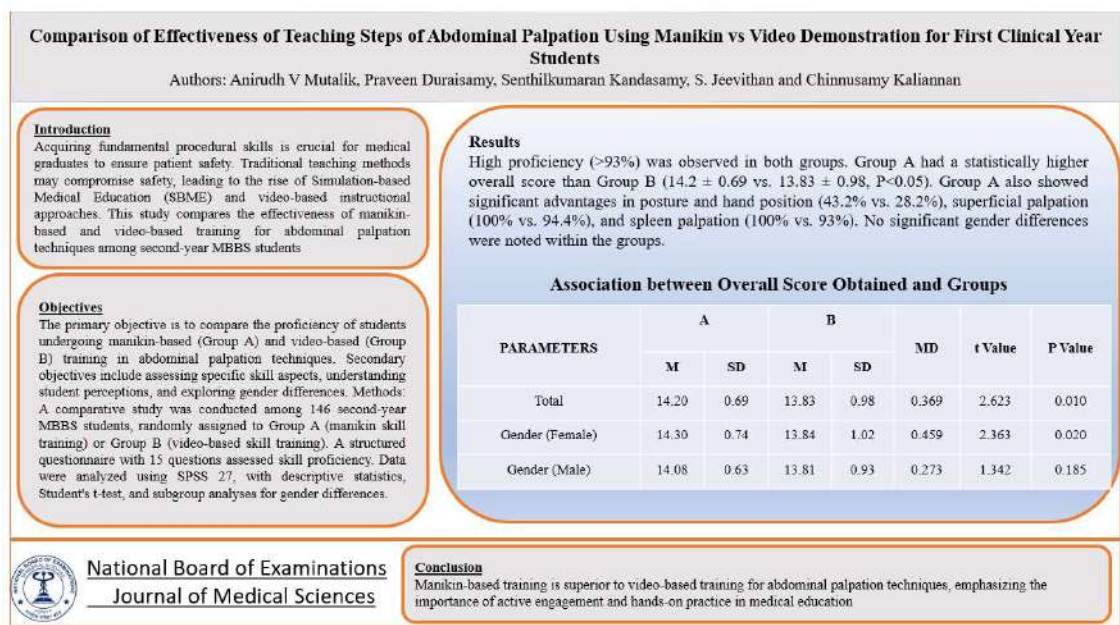 Comparison of Effectiveness of Teaching Steps of Abdominal Palpation Using Manikin vs Video Demonstration for First Clinical Year
Students
Authors: Anirudh V Mutalik, Praveen Duraisamy, Senthilkumaran Kandasamy, S. Jeevithan and Chinnusamy Kaliannan
Introduction
Acquiring fundamental procedural skills is crucial for medical
graduates to ensure patient safety. Traditional teaching methods
may compromise safety, leading to the rise of Simulation-based
Medical Education (SBME) and video-based instructional
approaches. This study compares the effectiveness of manikin-
based and video-based training for abdominal palpation
techniques among second-year MBBS students
Objectives
The primary objective is to compare the proficiency of students
undergoing manikin-based (Group A) and video-based (Group
B) training in abdominal palpation techniques. Secondary
objectives include assessing specific skill aspects, understanding
student perceptions, and exploring gender differences. Methods:
A comparative study was conducted among 146 second-year
MBBS students, randomly assigned to Group A (manikin skill
training) or Group B (video-based skill training). A structured
questionnaire with 15 questions assessed skill proficiency. Data
were analyzed using SPSS 27, with descriptive statistics,
Student's t-test, and subgroup analyses for gender differences.
Results
High proficiency (>93%) was observed in both groups. Group A had a statistically higher
overall score than Group B (14.2 ± 0.69 vs. 13.83 ± 0.98, P<0.05). Group A also showed
significant advantages in posture and hand position (43.2% vs. 28.2%), superficial palpation
(100% vs. 94.4%), and spleen palpation (100% vs. 93%). No significant gender differences
were noted within the groups.
Association between Overall Score Obtained and Groups
PARAMETERS A B MD t Value P Value
M SD M SD
Total 14.20 0.69 13.83 0.98 0.369 2.623 0.010
Gender (Female) 14.30 0.74 13.84 1.02 0.459 2.363 0.020
Gender (Male) 14.08 0.63 13.81 0.93 0.273 1.342 0.185
National Board of Examinations
Journal of Medical Sciences
Conclusion
Manikin-based training is superior to video-based training for abdominal palpation techniques, emphasizing the
importance of active engagement and hands-on practice in medical education